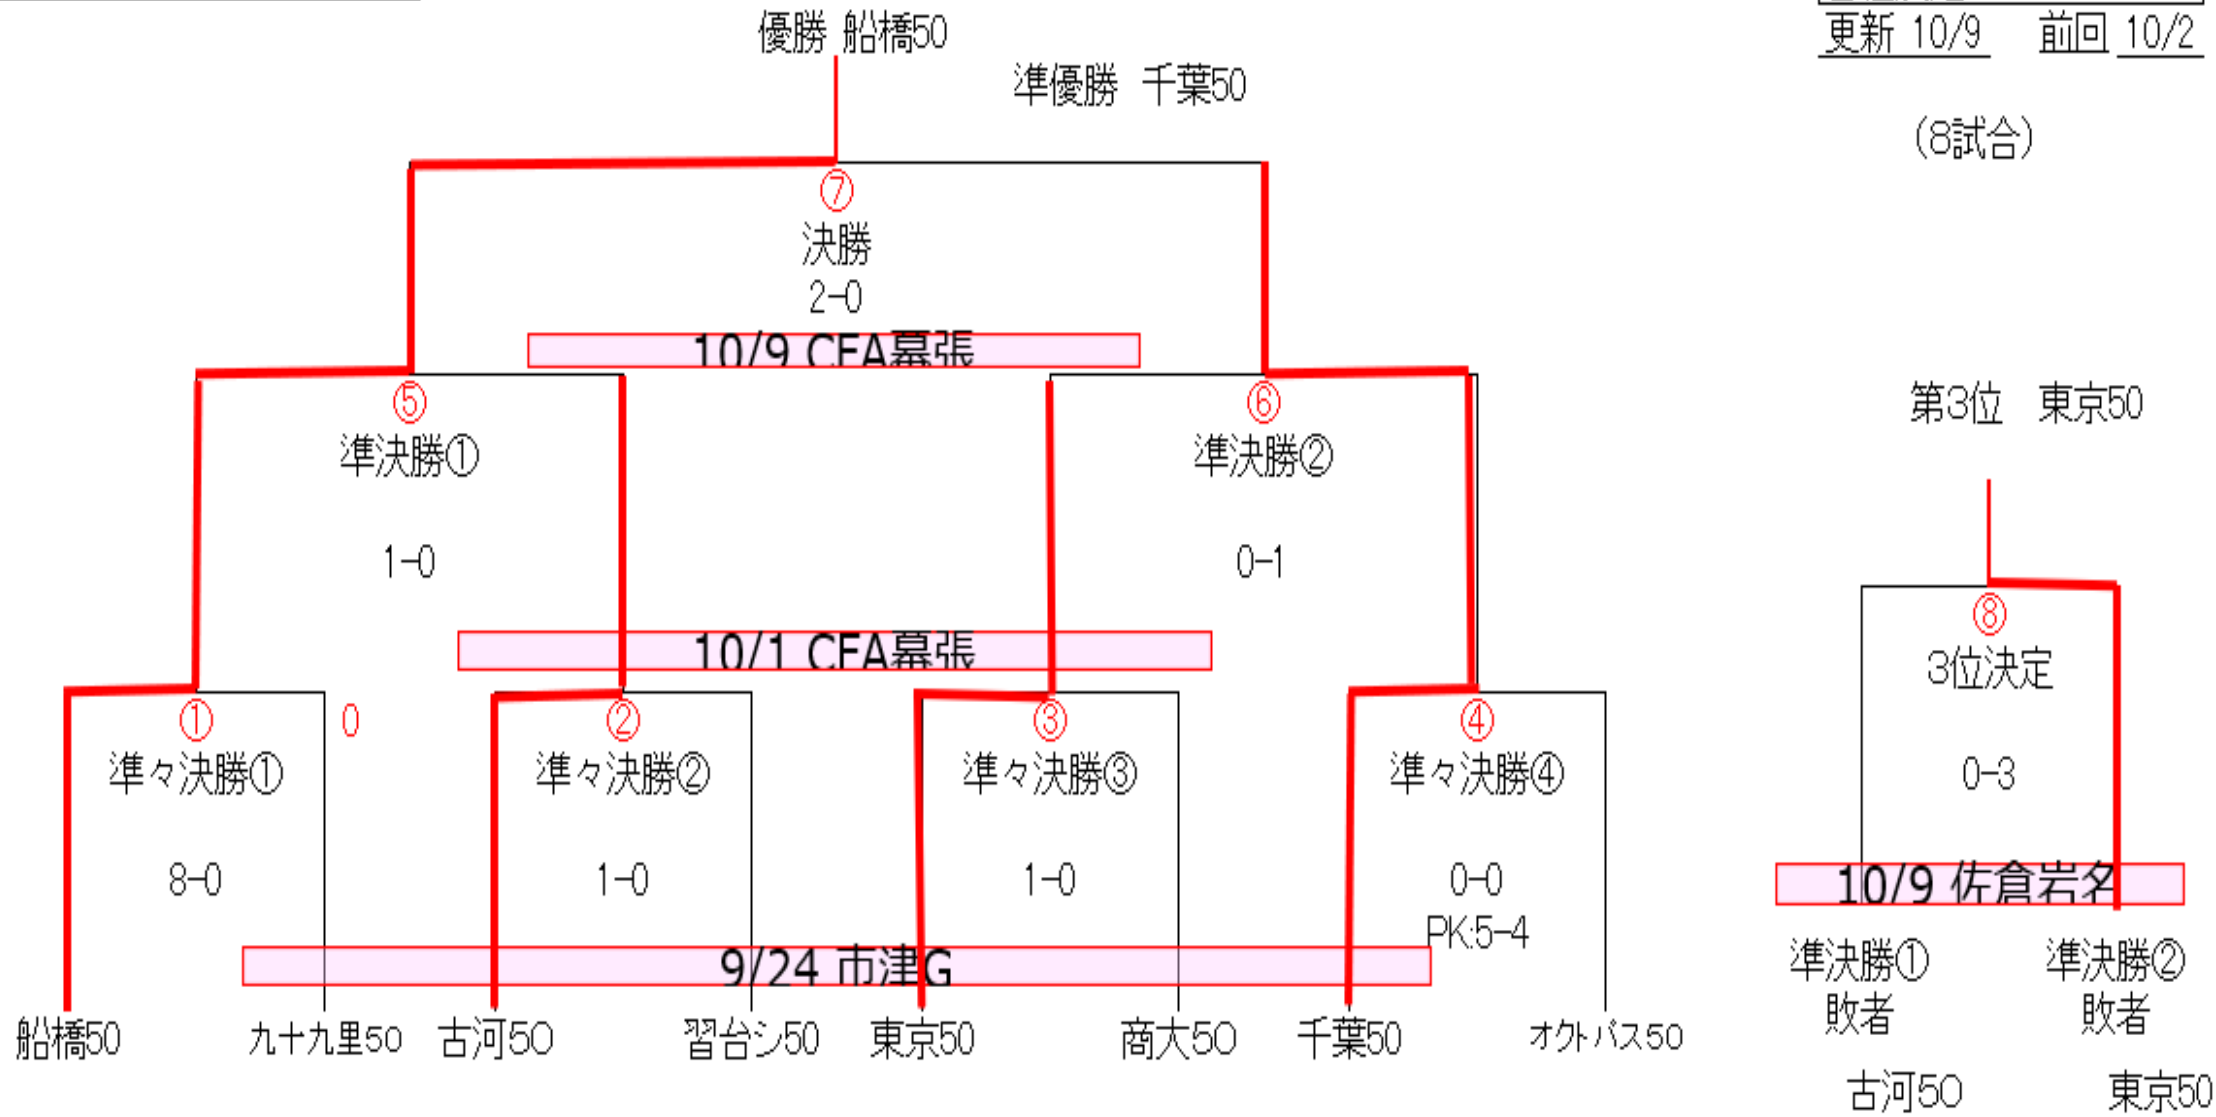 優勝 船橋50
準優勝 千葉50
更新 10/9 前回 10/2
(8試合)
⑦
決勝
2-0
10/9 CFA幕張
⑤
準決勝①
1-0
⑥
準決勝②
0-1
10/1 CFA幕張
①
0
準々決勝①
8-0
②
準々決勝②
1-0
③
準々決勝③
1-0
④
準々決勝④
0-0
PK:5-4
9/24 市津G
船橋50
九十九里50
古河50
習台シ50
東京50
商大50
千葉50
オクトパス50
第3位 東京50
⑧
3位決定
0-3
10/9 佐倉岩名
準決勝①
敗者
準決勝②
敗者
古河50
東京50